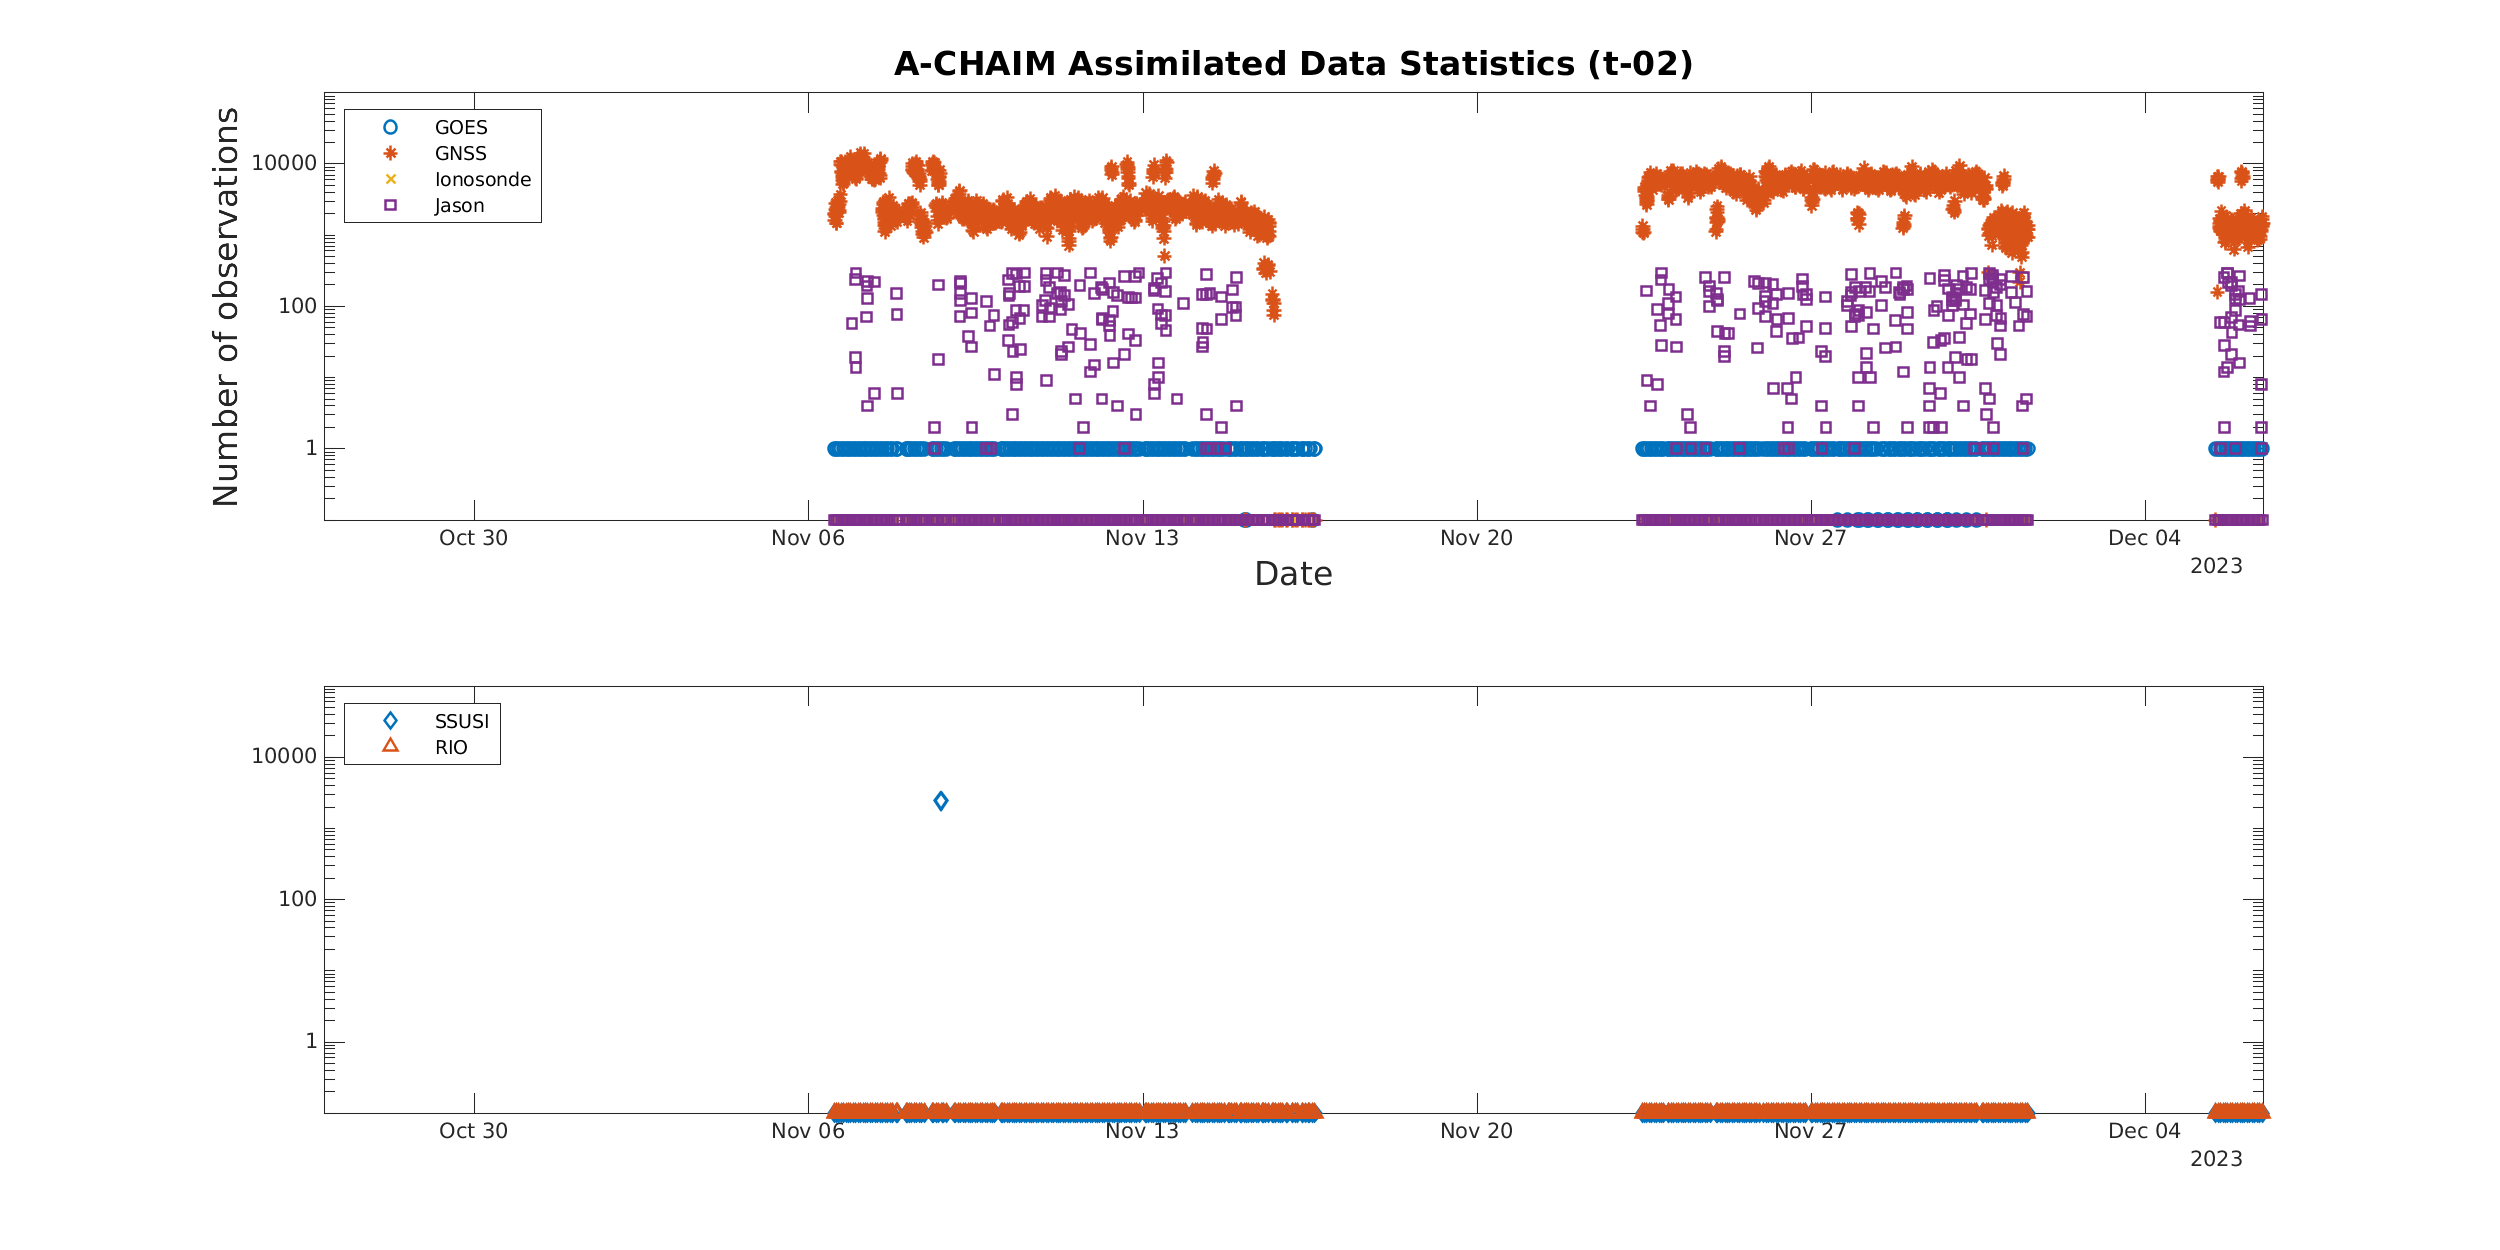 A-CHAIM Assimilated Data Statistics (t-02)
Number of observations
GOES
GNSS
Ionosonde
Jason
10000
100
1
Oct 30 Nov 06 Nov 13 Nov 20 Nov 27 Dec 04
2023
Date
SSUSI
RIO
10000
100
1
Oct 30 Nov 06 Nov 13 Nov 20 Nov 27 Dec 04
2023